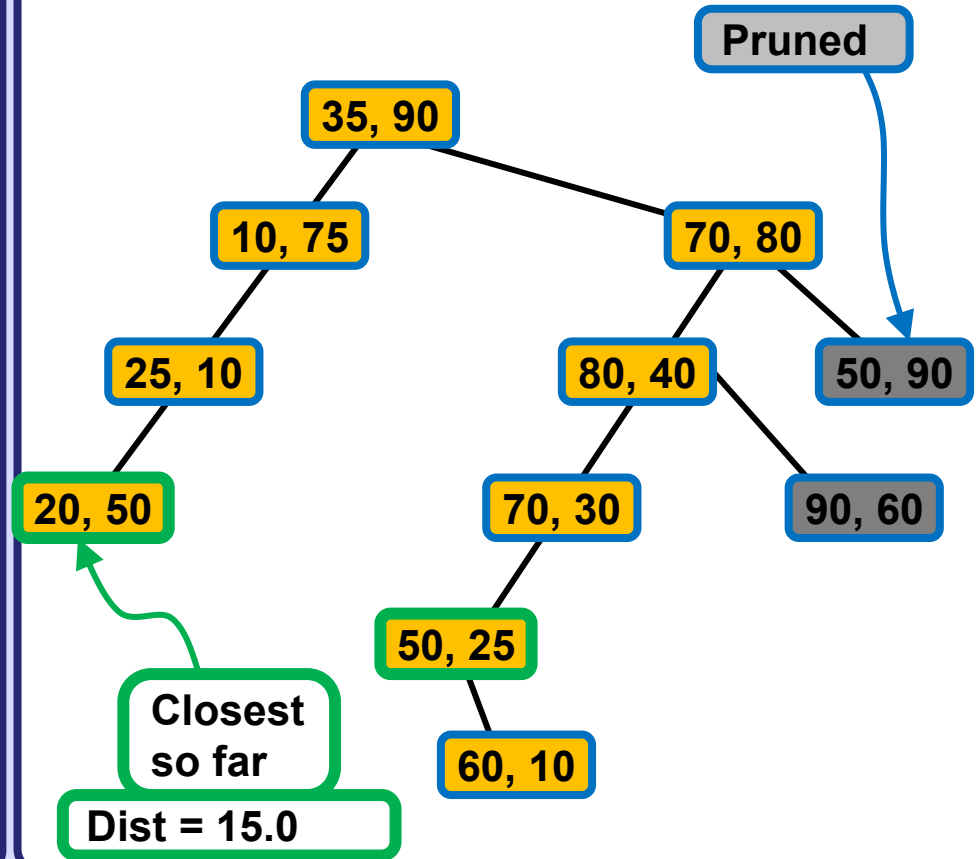 Pruned
35, 90
10, 75
70, 80
25, 10
80, 40
50, 90
20, 50
70, 30
90, 60
50, 25
Closest
so far
60, 10
Dist = 15.0